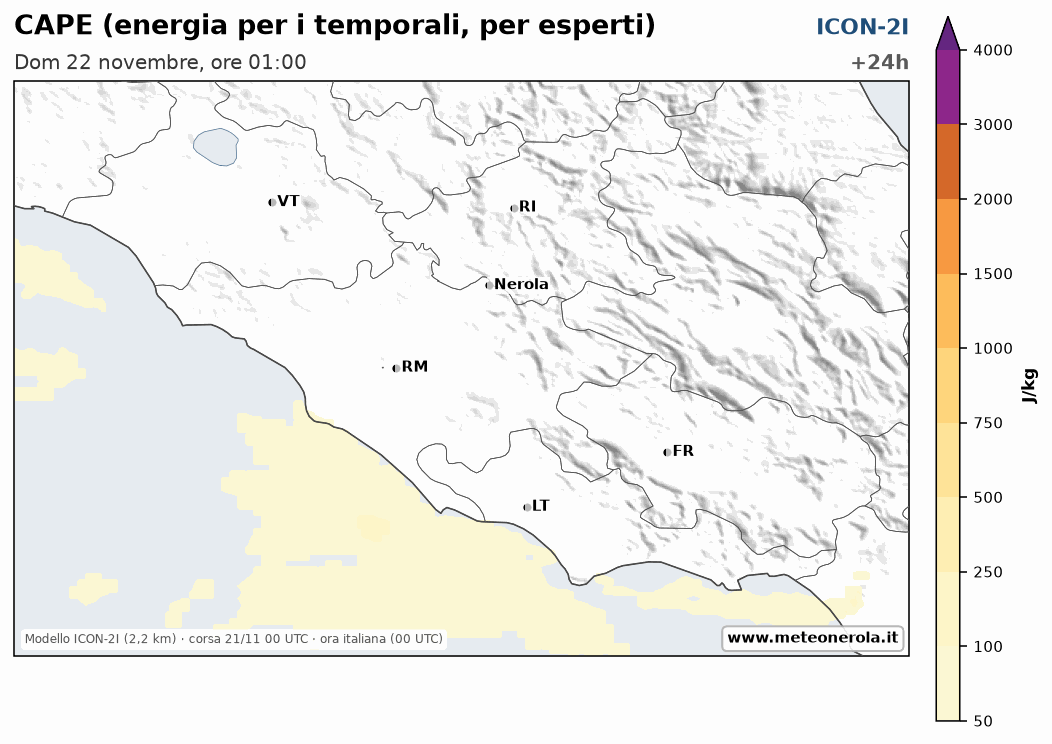 CAPE (energia per i temporali, per esperti)
ICON-2I
Dom 22 novembre, ore 01:00
+24h
4000
3000
2000
1500
1000
750
500
250
100
50
J/kg
VT
RI
Nerola
RM
FR
LT
Modello ICON-2I (2,2 km) · corsa 21/11 00 UTC · ora italiana (00 UTC)
www.meteonerola.it